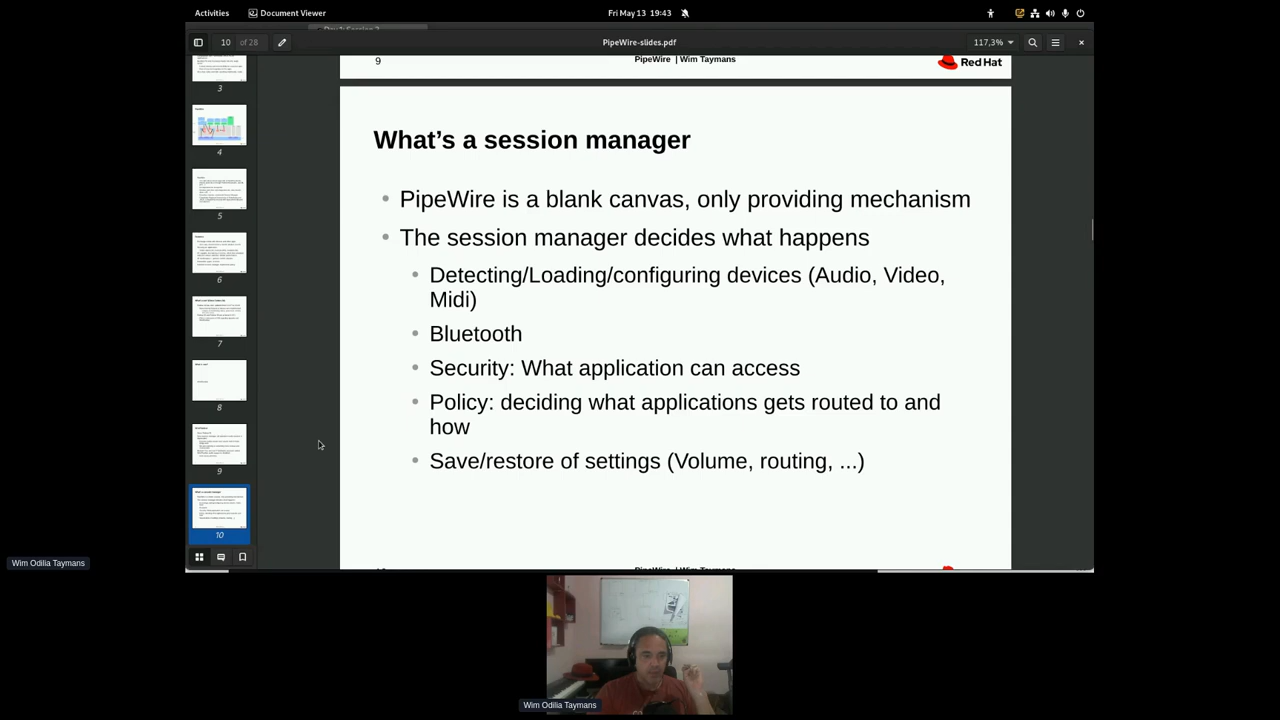 Activities
Document Viewer
Fri May 13 19:43
10 of 28
PipeWire-slides.pdf
117,3%
9
PipeWire | Wim Taymans
Red Hat
What's a session manager
PipeWire is a blank canvas, only providing mechanism
The session manager decides what happens
Detecting/Loading/configuring devices (Audio, Video,
Midi)
Bluetooth
Security: What application can access
Policy: deciding what applications gets routed to and
how
Save/restore of settings (Volume, routing, ...)
PipeWire | Wim Taymans
3
4
5
6
7
8
9
10
Wim Odilia Taymans
Wim Odilia Taymans